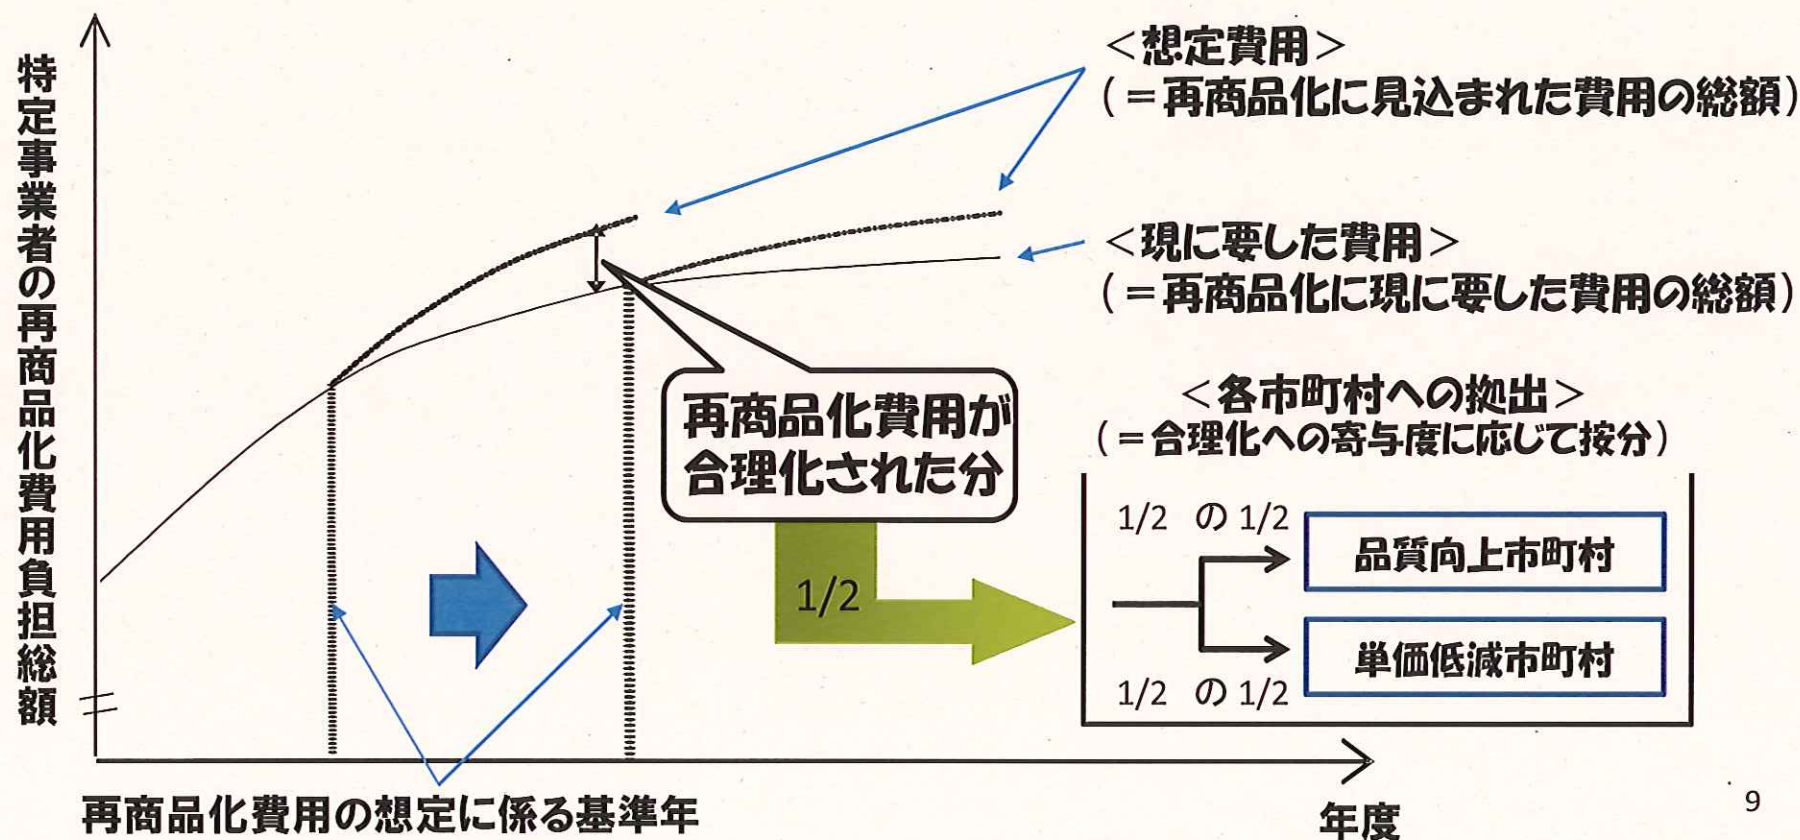 特定事業者の再商品化費用負担総額
＜想定費用＞
(＝再商品化に見込まれた費用の総額)
＜現に要した費用＞
(＝再商品化に現に要した費用の総額)
再商品化費用が
合理化された分
1/2
＜各市町村への拠出＞
(＝合理化への寄与度に応じて按分)
1/2 の 1/2
品質向上市町村
単価低減市町村
1/2 の 1/2
再商品化費用の想定に係る基準年
年度
9